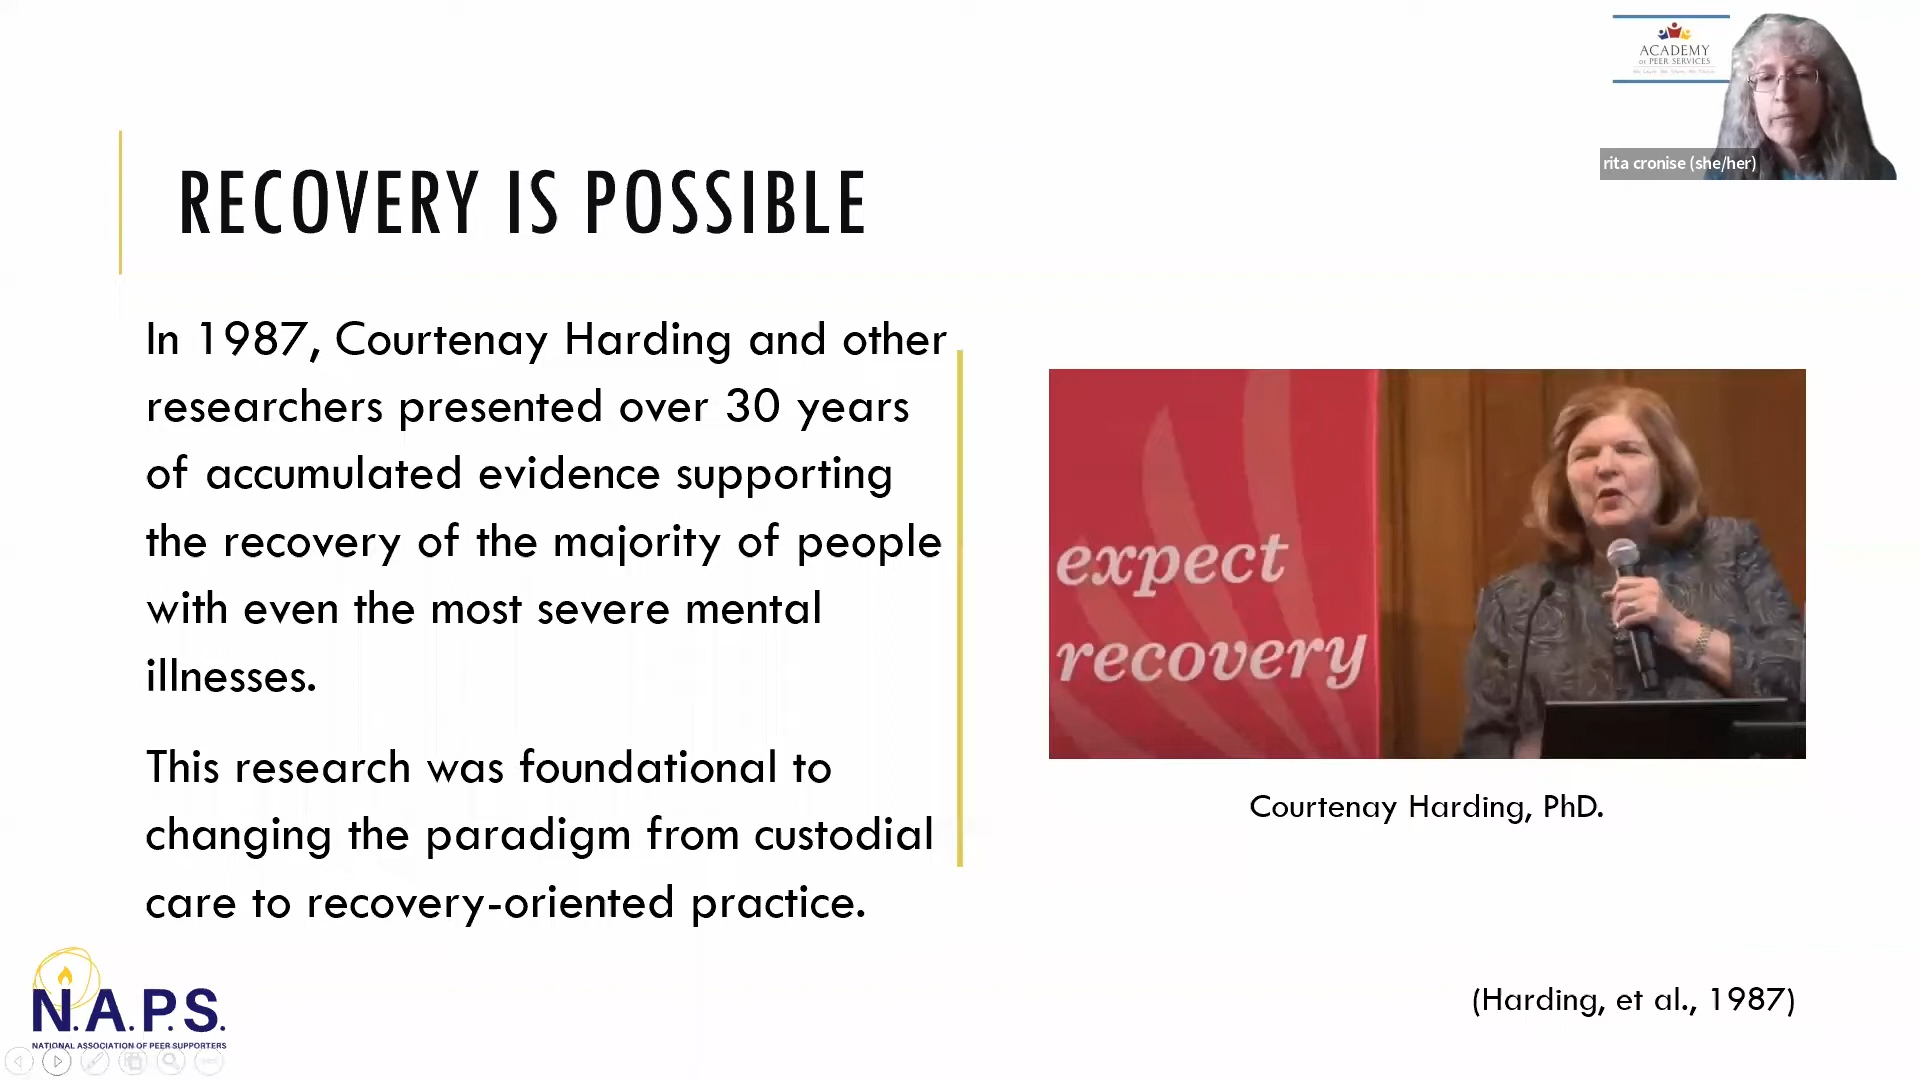 ACADEMY
OF PEER SERVICES
rita cronise (she/her)
RECOVERY IS POSSIBLE
In 1987, Courtenay Harding and other
researchers presented over 30 years
of accumulated evidence supporting
the recovery of the majority of people
with even the most severe mental
illnesses.
This research was foundational to
changing the paradigm from custodial
care to recovery-oriented practice.
expect
recovery
Courtenay Harding, PhD.
(Harding, et al., 1987)
N.A.P.S.
NATIONAL ASSOCIATION OF PEER SUPPORTERS